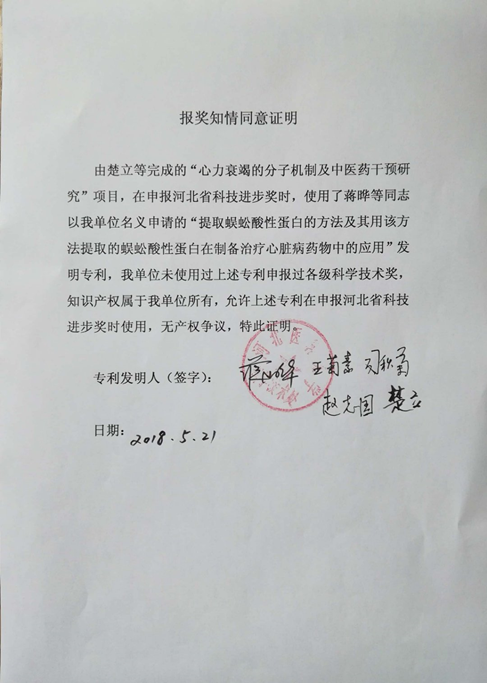 报奖知情同意证明
由楚立等完成的“心力衰竭的分子机制及中医药干预研
究”项目，在申报河北省科技进步奖时，使用了蒋晔等同志
以我单位名义申请的“提取蜈蚣酸性蛋白的方法及其用该方
法提取的蜈蚣酸性蛋白在制备治疗心脏病药物中的应用”发
明专利，我单位未使用过上述专利申报过各级科学技术奖，
知识产权属于我单位所有，允许上述专利在申报河北省科技
进步奖时使用，无产权争议，特此证明。
专利发明人（签字）： 蒋晔 王菊素
赵志国 楚立
日期：2018.5.21
河北医